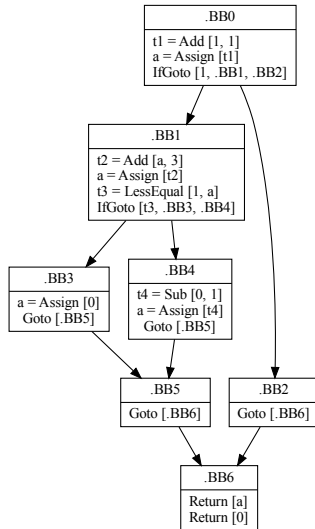 .BB0
t1 = Add [1, 1]
a = Assign [t1]
IfGoto [1, .BB1, .BB2]
.BB1
t2 = Add [a, 3]
a = Assign [t2]
t3 = LessEqual [1, a]
IfGoto [t3, .BB3, .BB4]
.BB3
a = Assign [0]
Goto [.BB5]
.BB4
t4 = Sub [0, 1]
a = Assign [t4]
Goto [.BB5]
.BB5
Goto [.BB6]
.BB2
Goto [.BB6]
.BB6
Return [a]
Return [0]